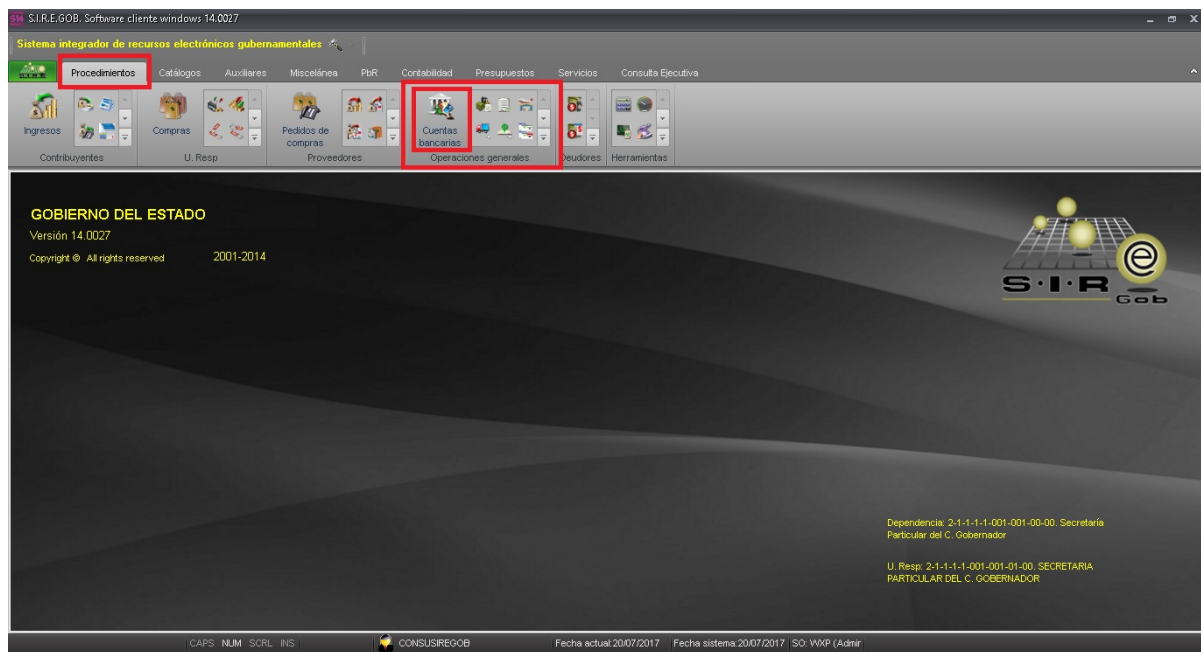 S14 S.I.R.E.GOB. Software cliente windows 14.0027
Sistema integrador de recursos electrónicos gubernamentales
Procedimientos Catálogos Auxiliares Miscelánea PbR Contabilidad Presupuestos Servicios Consulta Ejecutiva
Ingresos Compras Pedidos de compras Cuentas bancarias
Contribuyentes U. Resp Proveedores Operaciones generales Deudores Herramientas
GOBIERNO DEL ESTADO
Versión 14.0027
Copyright © All rights reserved 2001-2014
e
S·I·R
Gob
Dependencia: 2-1-1-1-1-001-001-00-00. Secretaría
Particular del C. Gobernador
U. Resp: 2-1-1-1-1-001-001-01-00. SECRETARIA
PARTICULAR DEL C. GOBERNADOR
CAPS NUM SCRL INS CONSUSIREGOB Fecha actual:20/07/2017 Fecha sistema:20/07/2017 SO: WXP (Admir